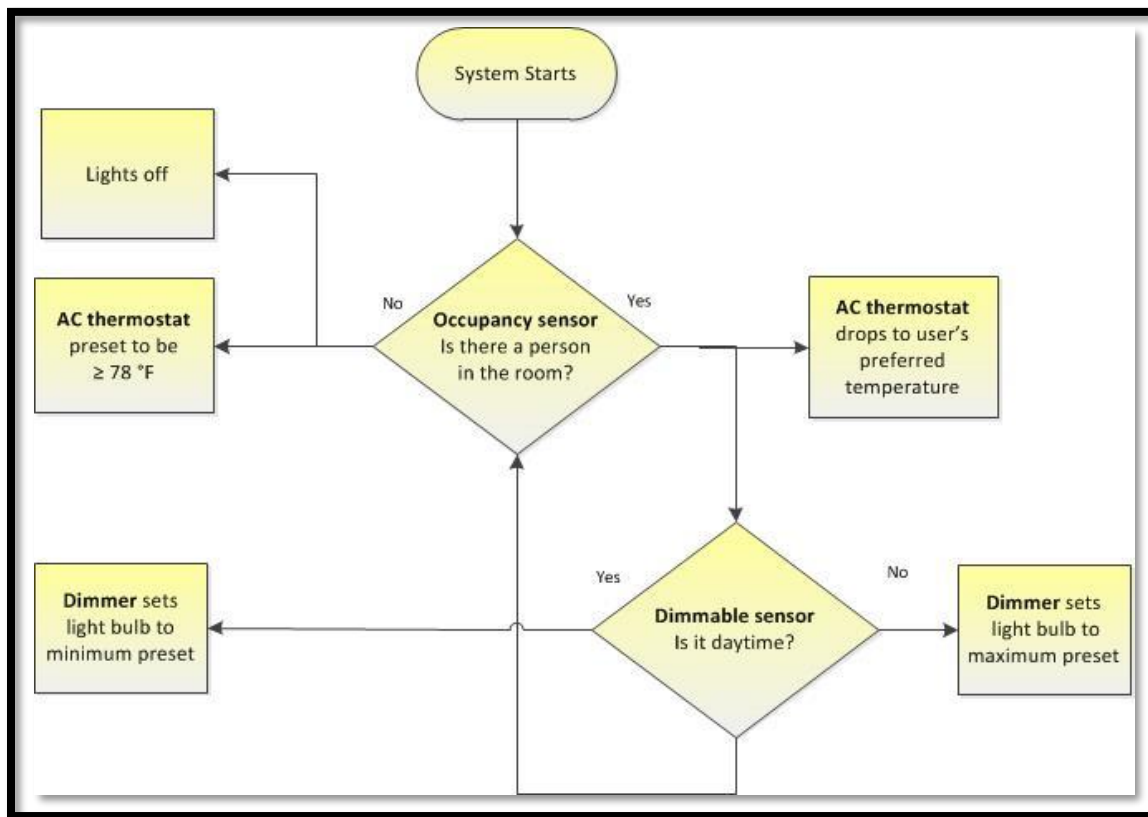 System Starts
Lights off
No
Yes
AC thermostat
preset to be
≥ 78 °F
Occupancy sensor
Is there a person
in the room?
AC thermostat
drops to user's
preferred
temperature
Yes
No
Dimmer sets
light bulb to
minimum preset
Dimmable sensor
Is it daytime?
Dimmer sets
light bulb to
maximum preset